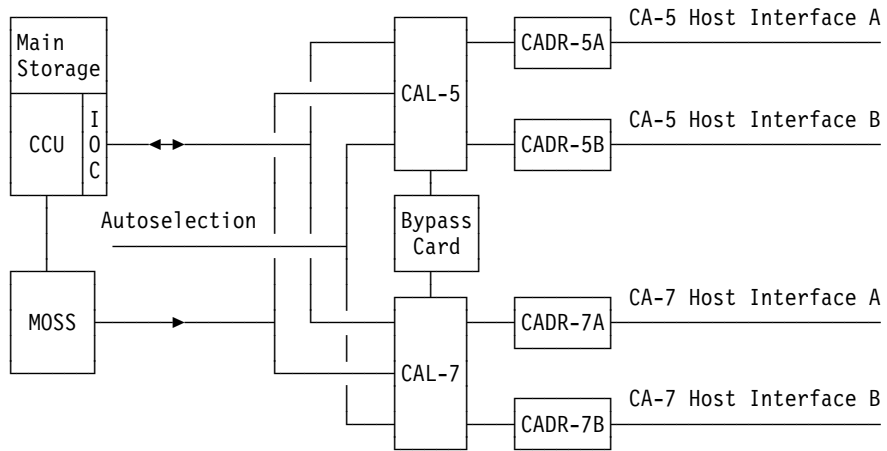 CA-5 Host Interface A
Main
Storage
CADR-5A
CAL-5
I
O
C
CCU
CA-5 Host Interface B
CADR-5B
Autoselection
Bypass
Card
CA-7 Host Interface A
MOSS
CADR-7A
CAL-7
CA-7 Host Interface B
CADR-7B